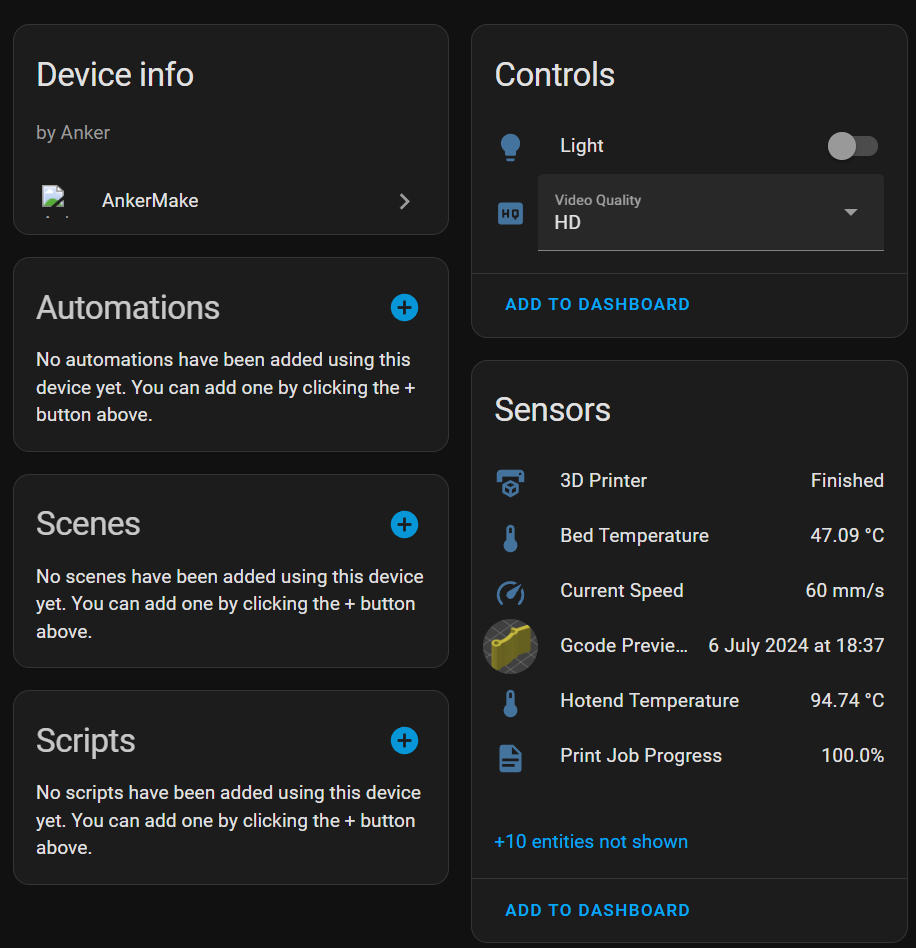 Device info
by Anker
AnkerMake
Automations
No automations have been added using this
device yet. You can add one by clicking the +
button above.
Scenes
No scenes have been added using this device
yet. You can add one by clicking the + button
above.
Scripts
No scripts have been added using this device
yet. You can add one by clicking the + button
above.
Controls
Light
HQ
Video Quality
HD
ADD TO DASHBOARD
Sensors
3D Printer Finished
Bed Temperature 47.09 °C
Current Speed 60 mm/s
Gcode Previe... 6 July 2024 at 18:37
Hotend Temperature 94.74 °C
Print Job Progress 100.0%
+10 entities not shown
ADD TO DASHBOARD